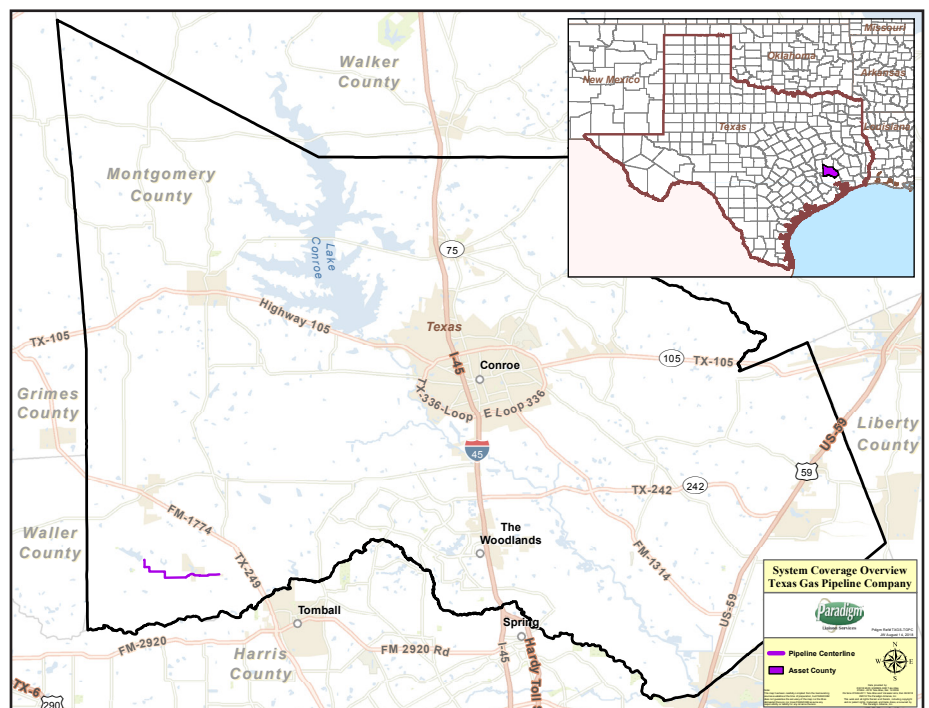 Walker
County
Montgomery
County
Lake
Conroe
75
Highway 105
TX-105
Texas
I-45
Conroe
105
TX-105
TX-336-Loop
E Loop 336
Grimes
County
US-59
Liberty
County
45
59
TX-242
242
FM-1774
Waller
County
The
Woodlands
TX-249
FM-1314
US-59
Tomball
Spring
FM-2920
FM 2920 Rd
I-45
Hardy Toll
Harris
County
TX-6
290
Missouri
Oklahoma
New Mexico
Arkansas
Texas
Louisiana
System Coverage Overview
Texas Gas Pipeline Company
Paradigm
Pipeline Centerline
Asset County
N
W
E
S